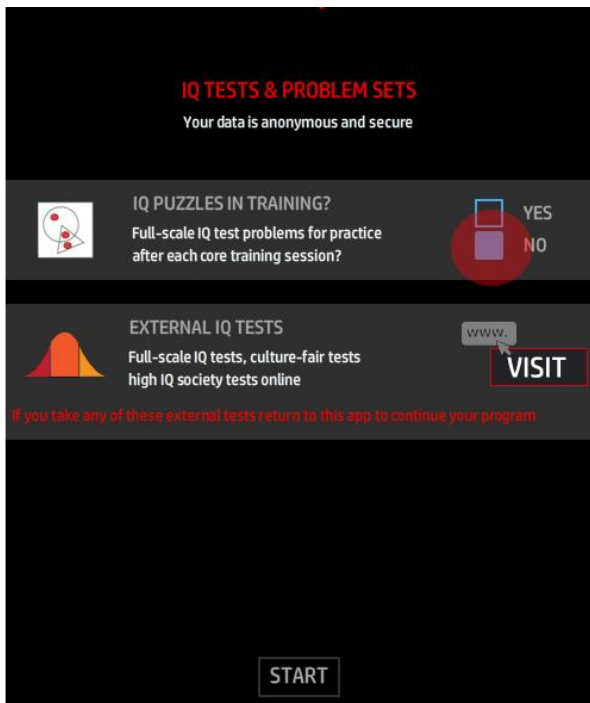 IQ TESTS & PROBLEM SETS
Your data is anonymous and secure
IQ PUZZLES IN TRAINING?
Full-scale IQ test problems for practice
after each core training session?
YES
NO
EXTERNAL IQ TESTS
Full-scale IQ tests, culture-fair tests
high IQ society tests online
www.
VISIT
If you take any of these external tests return to this app to continue your program
START